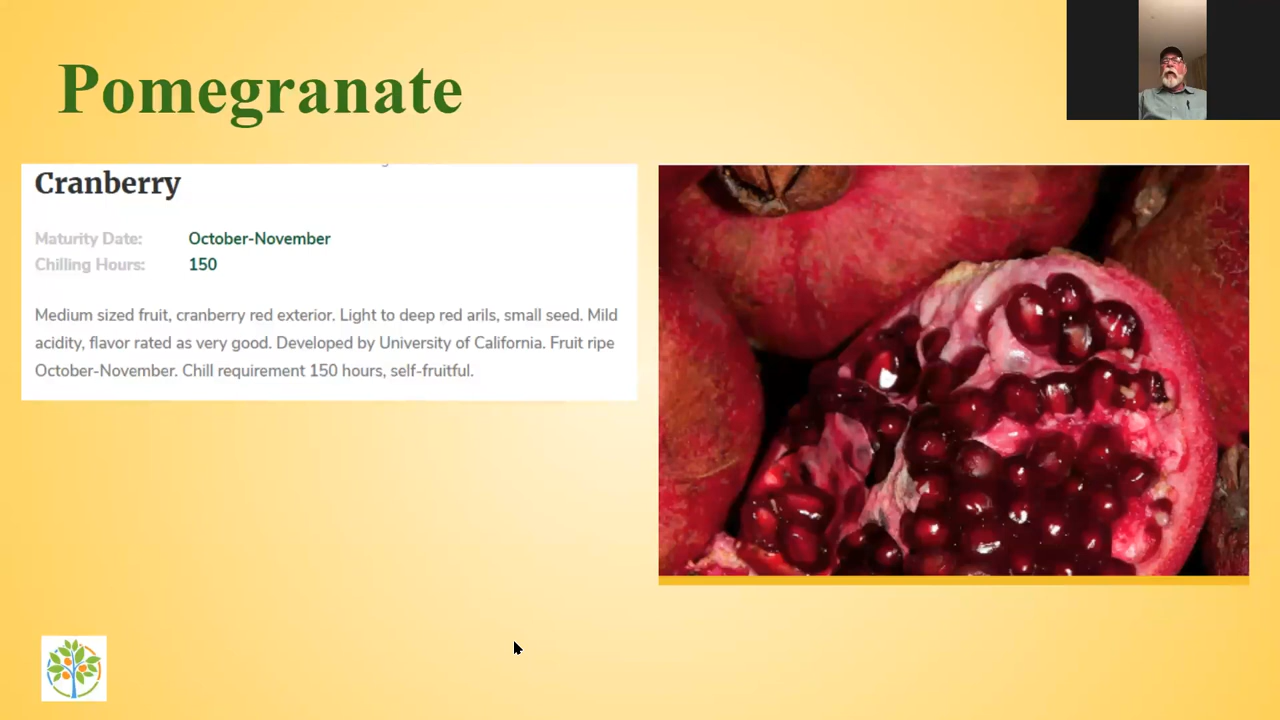 Pomegranate
Cranberry
Maturity Date: October-November
Chilling Hours: 150
Medium sized fruit, cranberry red exterior. Light to deep red arils, small seed. Mild
acidity, flavor rated as very good. Developed by University of California. Fruit ripe
October-November. Chill requirement 150 hours, self-fruitful.